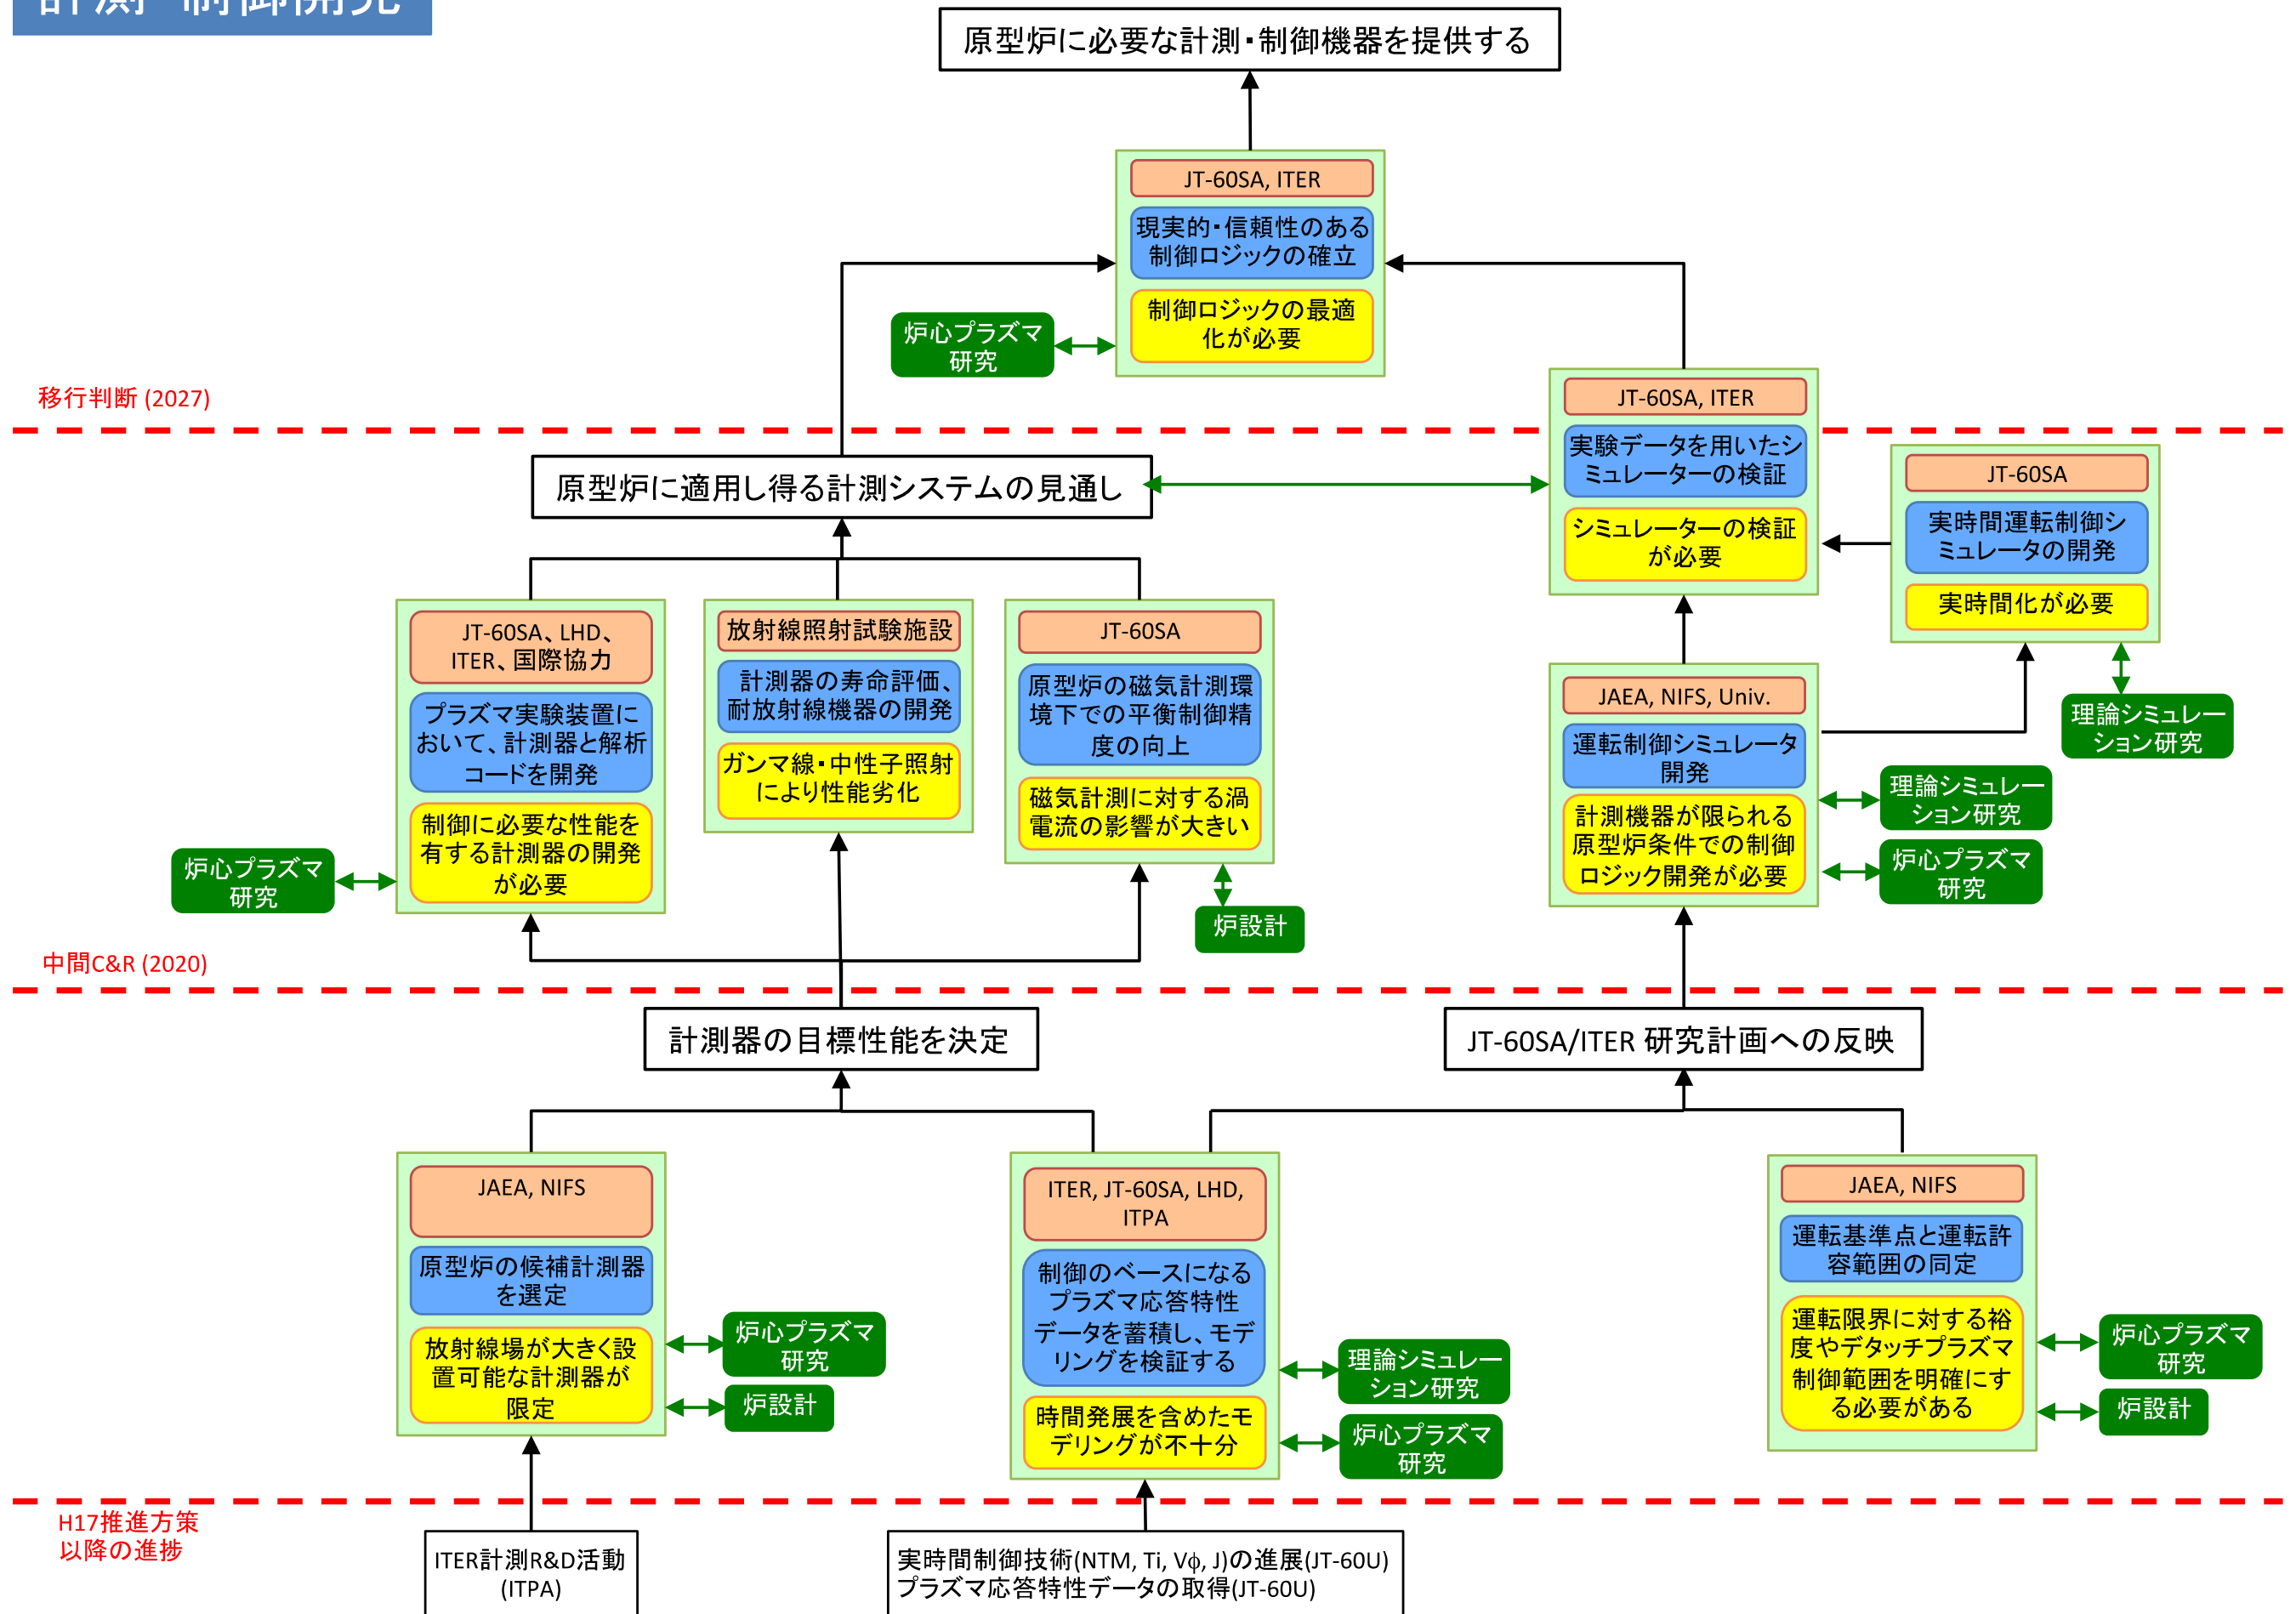 計測・制御開発
原型炉に必要な計測・制御機器を提供する
JT-60SA, ITER
現実的・信頼性のある
制御ロジックの確立
制御ロジックの最適
化が必要
炉心プラズマ
研究
移行判断 (2027)
JT-60SA, ITER
実験データを用いたシ
ミュレーターの検証
シミュレーターの検証
が必要
JT-60SA
実時間運転制御シ
ミュレータの開発
実時間化が必要
理論シミュレー
ション研究
原型炉に適用し得る計測システムの見通し
JT-60SA、LHD、
ITER、国際協力
プラズマ実験装置に
おいて、計測器と解析
コードを開発
制御に必要な性能を
有する計測器の開発
が必要
炉心プラズマ
研究
放射線照射試験施設
計測器の寿命評価、
耐放射線機器の開発
ガンマ線・中性子照射
により性能劣化
JT-60SA
原型炉の磁気計測環
境下での平衡制御精
度の向上
磁気計測に対する渦
電流の影響が大きい
炉設計
JAEA, NIFS, Univ.
運転制御シミュレータ
開発
計測機器が限られる
原型炉条件での制御
ロジック開発が必要
理論シミュレー
ション研究
炉心プラズマ
研究
中間C&R (2020)
計測器の目標性能を決定
JT-60SA/ITER 研究計画への反映
JAEA, NIFS
原型炉の候補計測器
を選定
放射線場が大きく設
置可能な計測器が
限定
炉心プラズマ
研究
炉設計
ITER, JT-60SA, LHD,
ITPA
制御のベースになる
プラズマ応答特性
データを蓄積し、モデ
リングを検証する
時間発展を含めたモ
デリングが不十分
理論シミュレー
ション研究
炉心プラズマ
研究
JAEA, NIFS
運転基準点と運転許
容範囲の同定
運転限界に対する裕
度やデタッチプラズマ
制御範囲を明確にす
る必要がある
炉心プラズマ
研究
炉設計
H17推進方策
以降の進捗
ITER計測R&D活動
(ITPA)
実時間制御技術(NTM, Ti, Vϕ, J)の進展(JT-60U)
プラズマ応答特性データの取得(JT-60U)